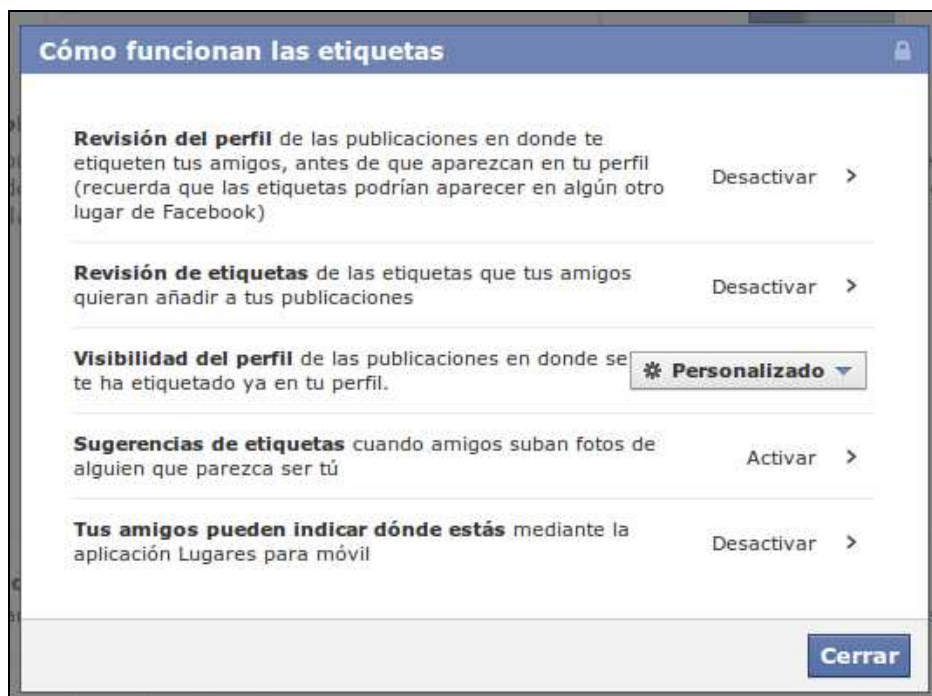 Cómo funcionan las etiquetas
Revisión del perfil de las publicaciones en donde te
etiqueten tus amigos, antes de que aparezcan en tu perfil
(recuerda que las etiquetas podrían aparecer en algún otro
lugar de Facebook)
Desactivar >
Revisión de etiquetas de las etiquetas que tus amigos
quieran añadir a tus publicaciones
Desactivar >
Visibilidad del perfil de las publicaciones en donde se
te ha etiquetado ya en tu perfil.
Personalizado
Sugerencias de etiquetas cuando amigos suban fotos de
alguien que parezca ser tú
Activar >
Tus amigos pueden indicar dónde estás mediante la
aplicación Lugares para móvil
Desactivar >
Cerrar